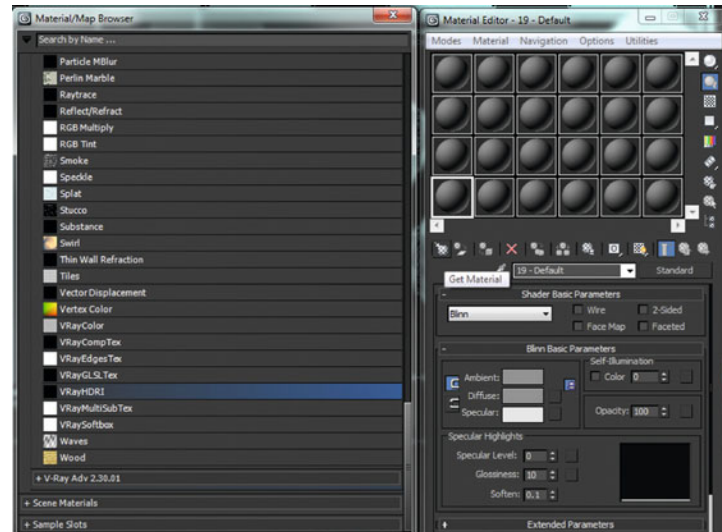 Material/Map Browser
Search by Name ...
Particle MBlur
Perlin Marble
Raytrace
Reflect/Refract
RGB Multiply
RGB Tint
Smoke
Speckle
Splat
Stucco
Substance
Swirl
Thin Wall Refraction
Tiles
Vector Displacement
Vertex Color
VRayColor
VRayCompTex
VRayEdgesTex
VRayGLSLTex
VRayHDRI
VRayMultiSubTex
VRaySoftbox
Waves
Wood
+ V-Ray Adv 2.30.01
+ Scene Materials
+ Sample Slots
Material Editor - 19 - Default
Modes Material Navigation Options Utilities
19 - Default Standard
Get Material
- Shader Basic Parameters
Blinn Wire 2-Sided
Face Map Faceted
- Blinn Basic Parameters
Self-Illumination
Ambient: Color 0
Diffuse:
Specular: Opacity: 100
Specular Highlights
Specular Level: 0
Glossiness: 10
Soften: 0.1
+ Extended Parameters